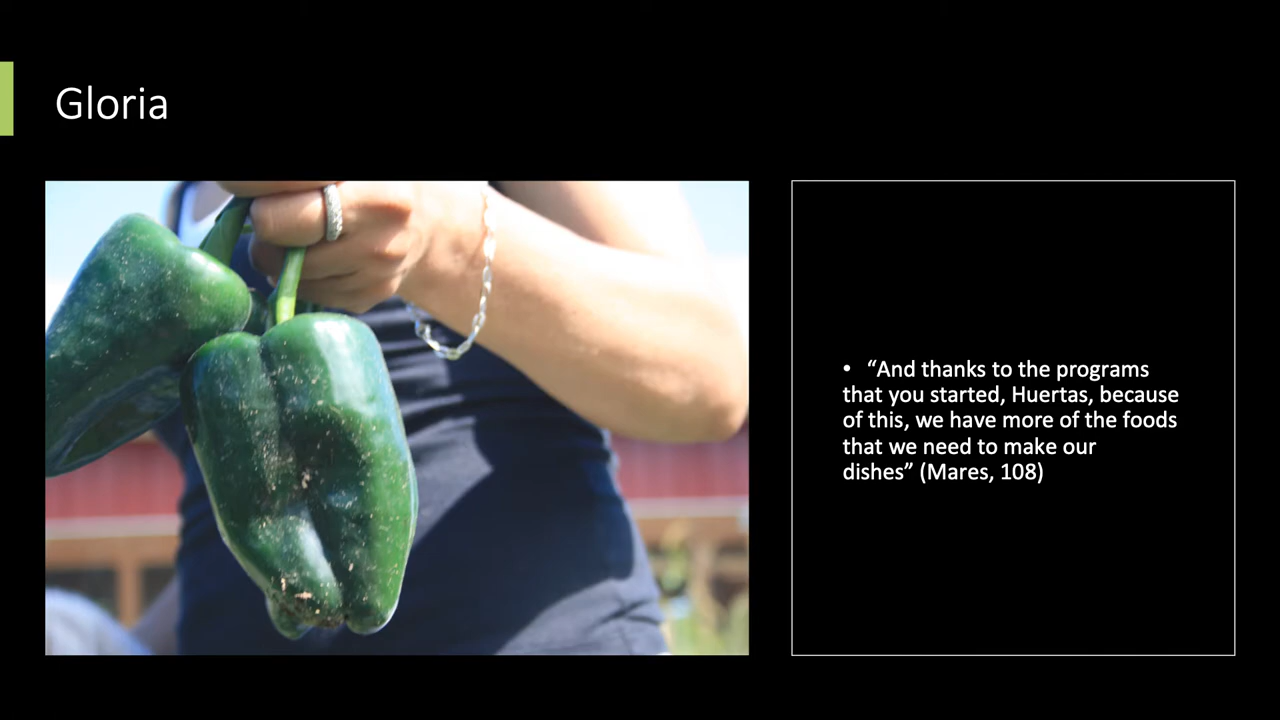 Gloria
• “And thanks to the programs
that you started, Huertas, because
of this, we have more of the foods
that we need to make our
dishes” (Mares, 108)